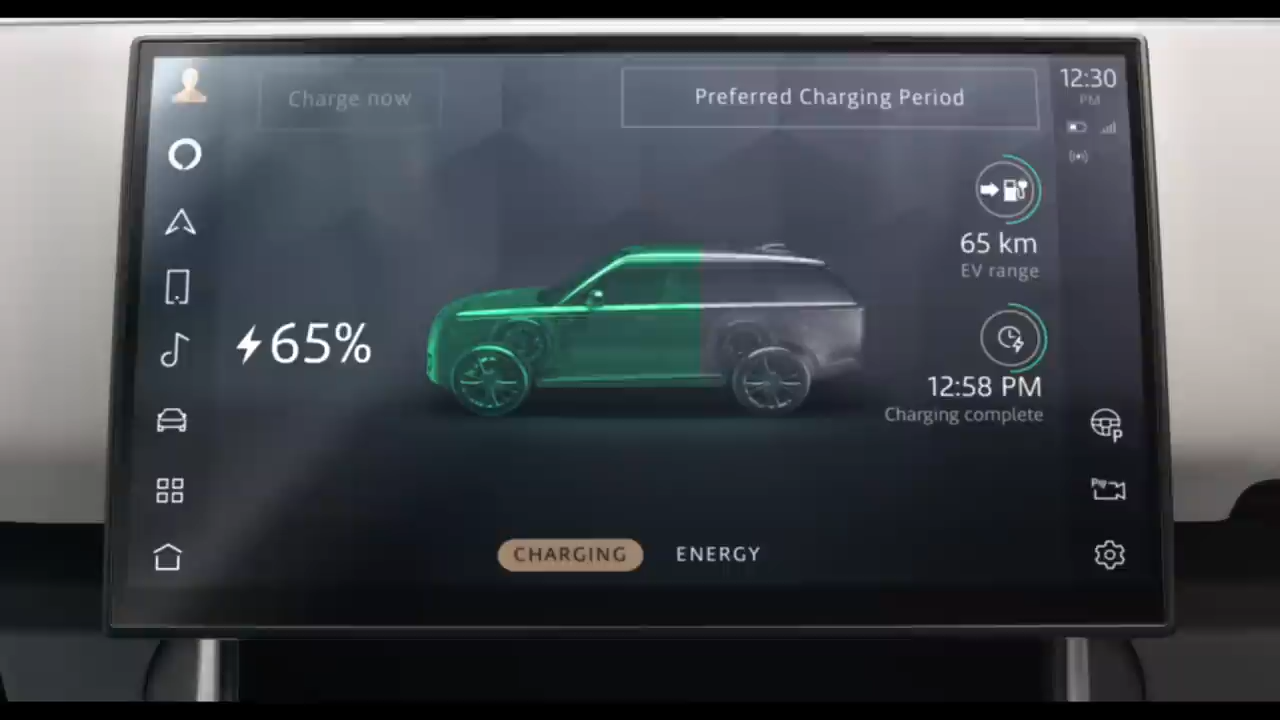 Charge now
Preferred Charging Period
12:30
PM
65 km
EV range
65%
12:58 PM
Charging complete
P
CHARGING
ENERGY